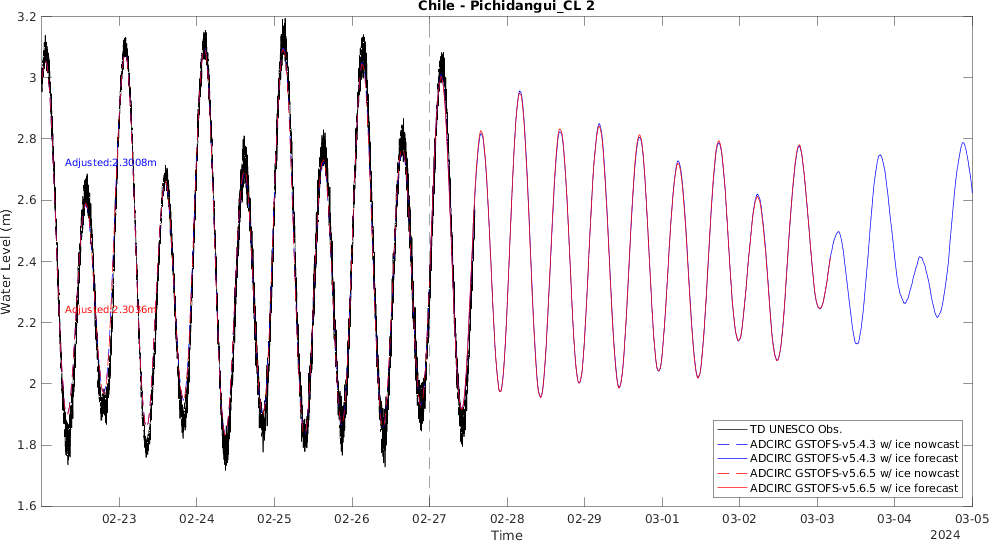 Chile - Pichidangui_CL 2
3.2
3
2.8
2.6
2.4
2.2
2
1.8
1.6
Water Level (m)
Adjusted:2.3008m
Adjusted:2.3036m
TD UNESCO Obs.
ADCIRC GSTOFS-v5.4.3 w/ ice nowcast
ADCIRC GSTOFS-v5.4.3 w/ ice forecast
ADCIRC GSTOFS-v5.6.5 w/ ice nowcast
ADCIRC GSTOFS-v5.6.5 w/ ice forecast
02-23 02-24 02-25 02-26 02-27 02-28 02-29 03-01 03-02 03-03 03-04 03-05
Time
2024